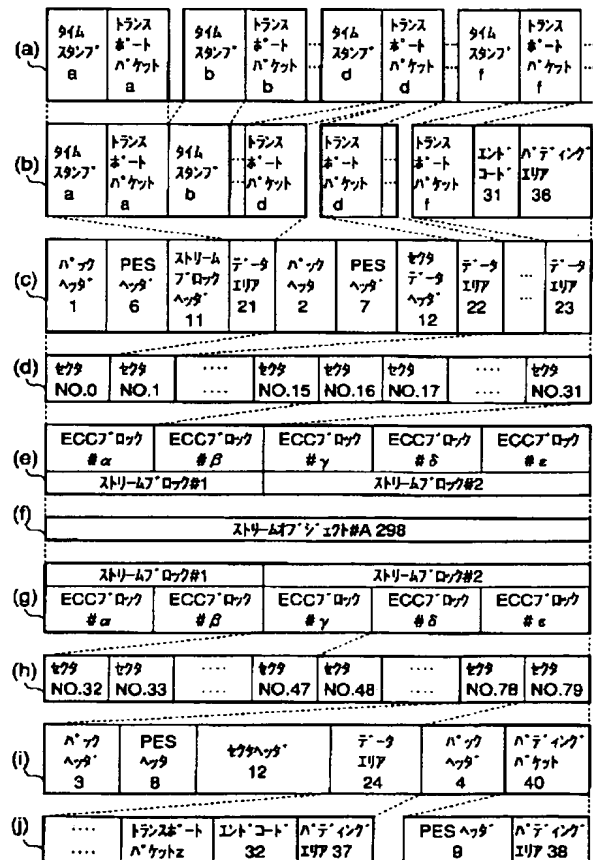 (a)
タイム
スタンプ
a
トランス
ポート
パケット
a
タイム
スタンプ
b
トランス
ポート
パケット
b
タイム
スタンプ
d
トランス
ポート
パケット
d
タイム
スタンプ
f
トランス
ポート
パケット
f
(b)
タイム
スタンプ
a
トランス
ポート
パケット
a
タイム
スタンプ
b
トランス
ポート
パケット
d
トランス
ポート
パケット
d
トランス
ポート
パケット
f
エンド
コード
31
パディング
エリア
36
(c)
パック
ヘッダ
1
PES
ヘッダ
6
ストリーム
ブロック
ヘッダ
11
データ
エリア
21
パック
ヘッダ
2
PES
ヘッダ
7
セクタ
データ
ヘッダ
12
データ
エリア
22
データ
エリア
23
(d)
セクタ
NO.0
セクタ
NO.1
セクタ
NO.15
セクタ
NO.16
セクタ
NO.17
セクタ
NO.31
(e)
ECCブロック
#α
ECCブロック
#β
ECCブロック
#γ
ECCブロック
#δ
ECCブロック
#ε
ストリームブロック#1
ストリームブロック#2
(f)
ストリームオブジェクト#A 298
(g)
ストリームブロック#1
ストリームブロック#2
ECCブロック
#α
ECCブロック
#β
ECCブロック
#γ
ECCブロック
#δ
ECCブロック
#ε
(h)
セクタ
NO.32
セクタ
NO.33
セクタ
NO.47
セクタ
NO.48
セクタ
NO.78
セクタ
NO.79
(i)
パック
ヘッダ
3
PES
ヘッダ
8
セクタヘッダ
12
データ
エリア
24
パック
ヘッダ
4
パディング
パケット
40
(j)
トランスポート
パケットz
エンドコード
32
パディング
エリア 37
PESヘッダ
9
パディング
エリア 38